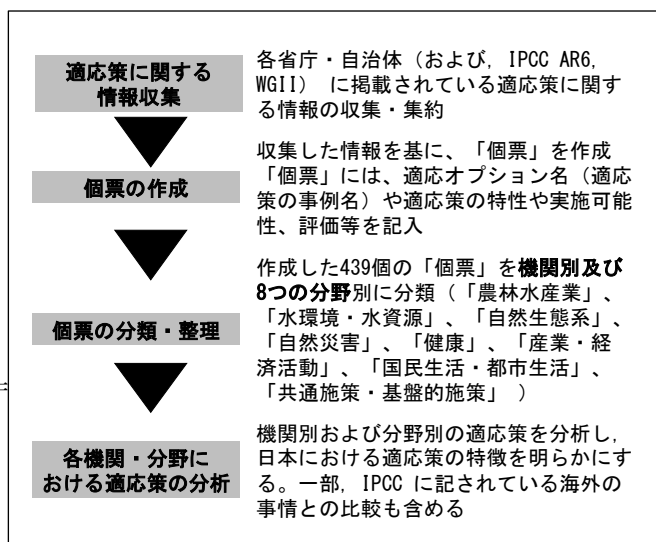 適応策に関する
情報収集
各省庁・自治体（および, IPCC AR6,
WGII） に掲載されている適応策に関す
る情報の収集・集約
個票の作成
収集した情報を基に、「個票」を作成
「個票」には、適応オプション名（適応
策の事例名）や適応策の特性や実施可能
性、評価等を記入
個票の分類・整理
作成した439個の「個票」を機関別及び
8つの分野別に分類（「農林水産業」、
「水環境・水資源」、「自然生態系」、
「自然災害」、「健康」、「産業・経
済活動」、「国民生活・都市生活」、
「共通施策・基盤的施策」 ）
各機関・分野に
おける適応策の分析
機関別および分野別の適応策を分析し,
日本における適応策の特徴を明らかにす
る。一部, IPCC に記されている海外の
事情との比較も含める